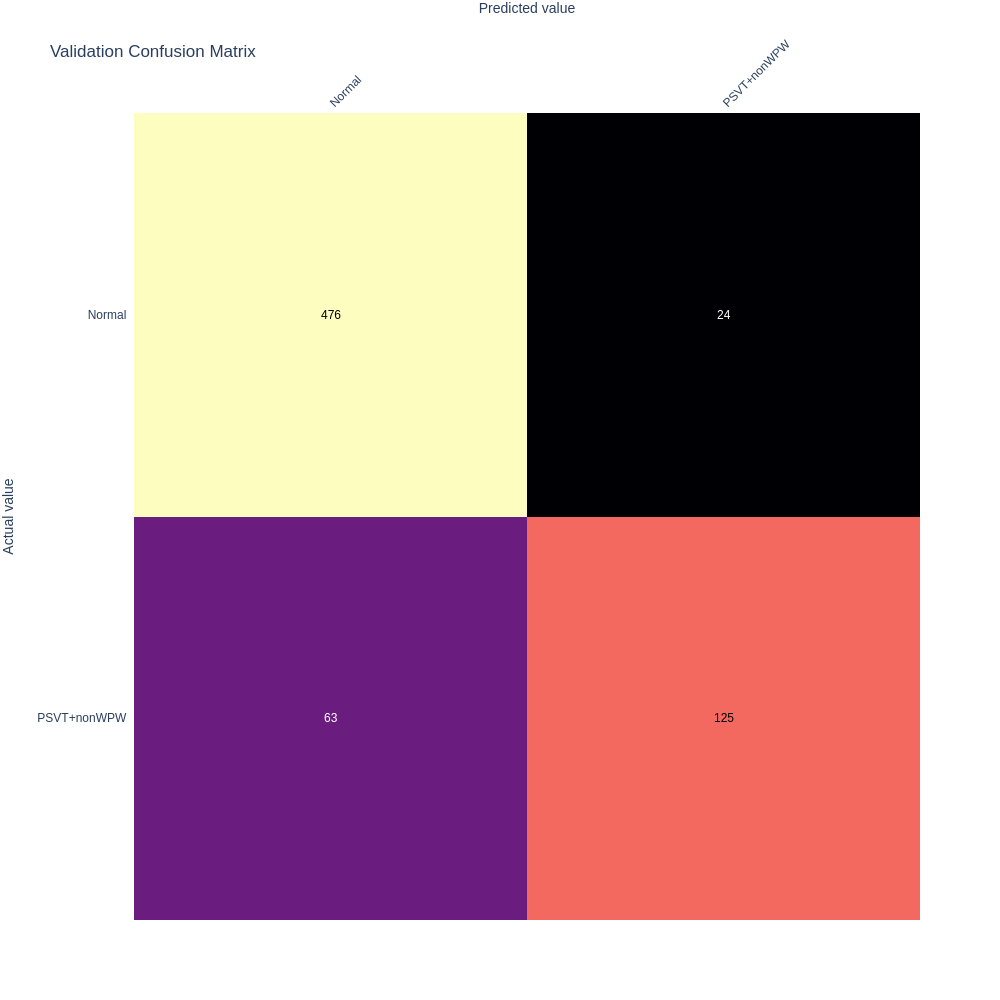 Predicted value
Validation Confusion Matrix
Normal
PSVT+nonWPW
Normal
476
24
Actual value
PSVT+nonWPW
63
125